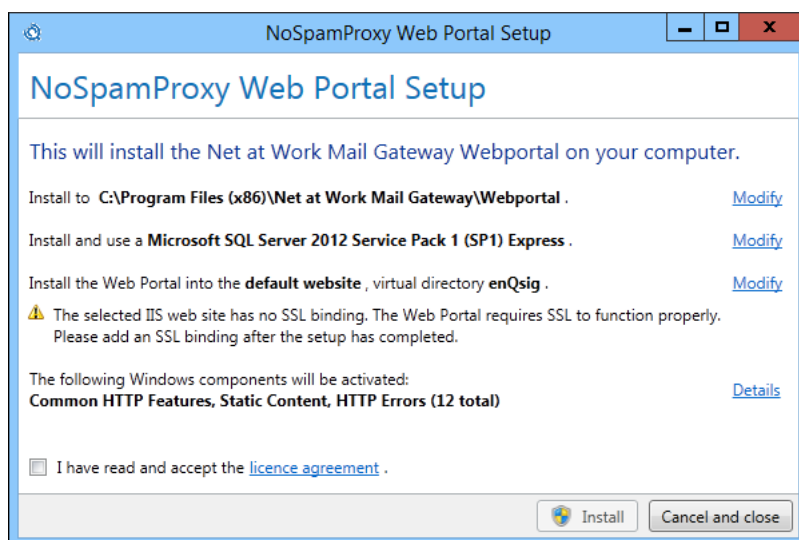 NoSpamProxy Web Portal Setup
NoSpamProxy Web Portal Setup
This will install the Net at Work Mail Gateway Webportal on your computer.
Install to C:\Program Files (x86)\Net at Work Mail Gateway\Webportal . Modify
Install and use a Microsoft SQL Server 2012 Service Pack 1 (SP1) Express . Modify
Install the Web Portal into the default website , virtual directory enQsig . Modify
The selected IIS web site has no SSL binding. The Web Portal requires SSL to function properly.
Please add an SSL binding after the setup has completed.
The following Windows components will be activated:
Common HTTP Features, Static Content, HTTP Errors (12 total) Details
I have read and accept the licence agreement .
Install Cancel and close